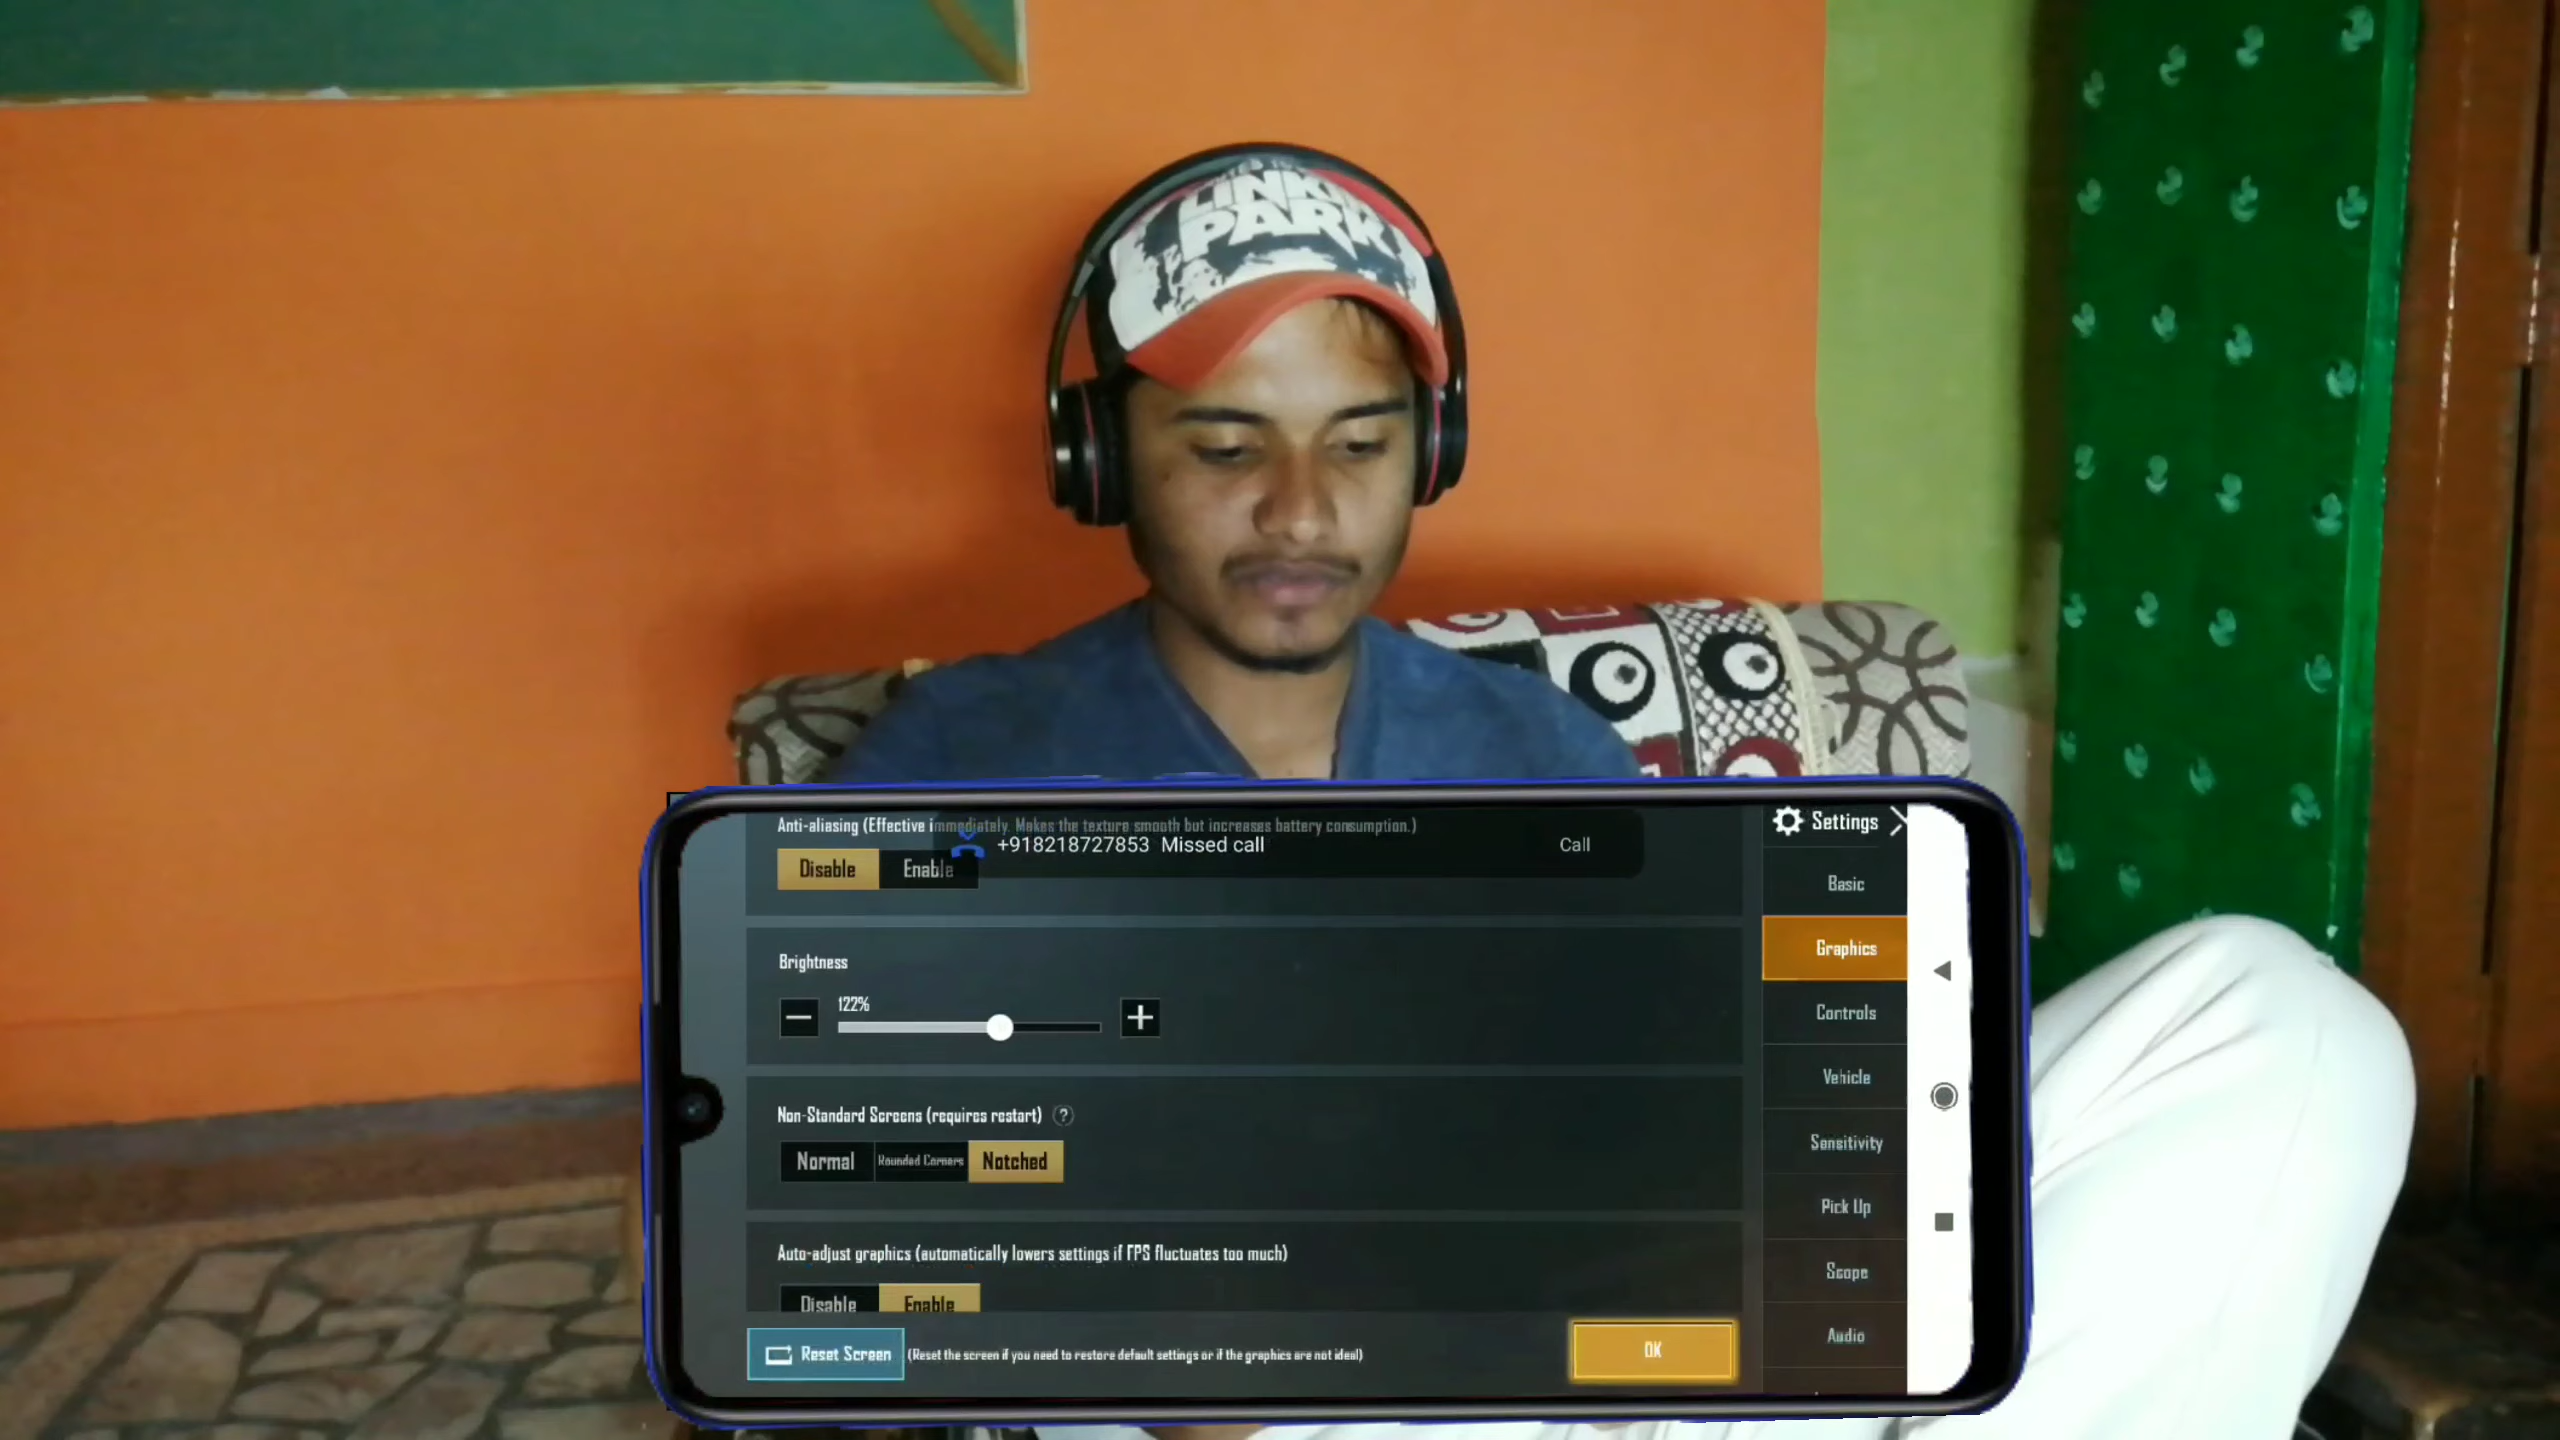 LINKIN
PARK
Anti-aliasing (Effective immediately. Makes the texture smooth but increases battery consumption.)
+918218727853 Missed call
Call
Disable
Enable
Brightness
122%
Non-Standard Screens (requires restart) ?
Normal
Rounded Corners
Notched
Auto-adjust graphics (automatically lowers settings if FPS fluctuates too much)
Disable
Enable
Reset Screen
(Reset the screen if you need to restore default settings or if the graphics are not ideal)
OK
Settings
Basic
Graphics
Controls
Vehicle
Sensitivity
Pick Up
Scope
Audio